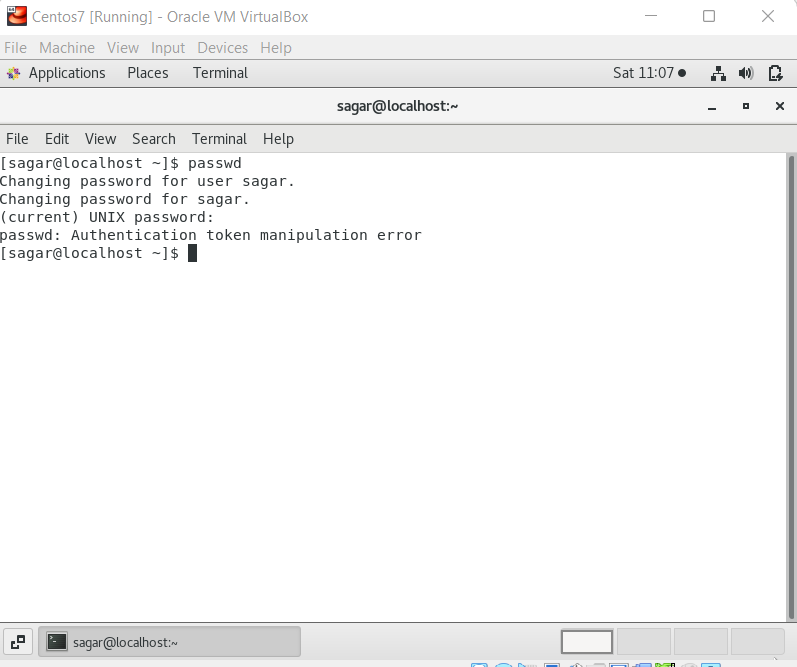 Centos7 [Running] - Oracle VM VirtualBox
File Machine View Input Devices Help
Applications Places Terminal Sat 11:07
sagar@localhost:~
File Edit View Search Terminal Help
[sagar@localhost ~]$ passwd
Changing password for user sagar.
Changing password for sagar.
(current) UNIX password:
passwd: Authentication token manipulation error
[sagar@localhost ~]$
sagar@localhost:~